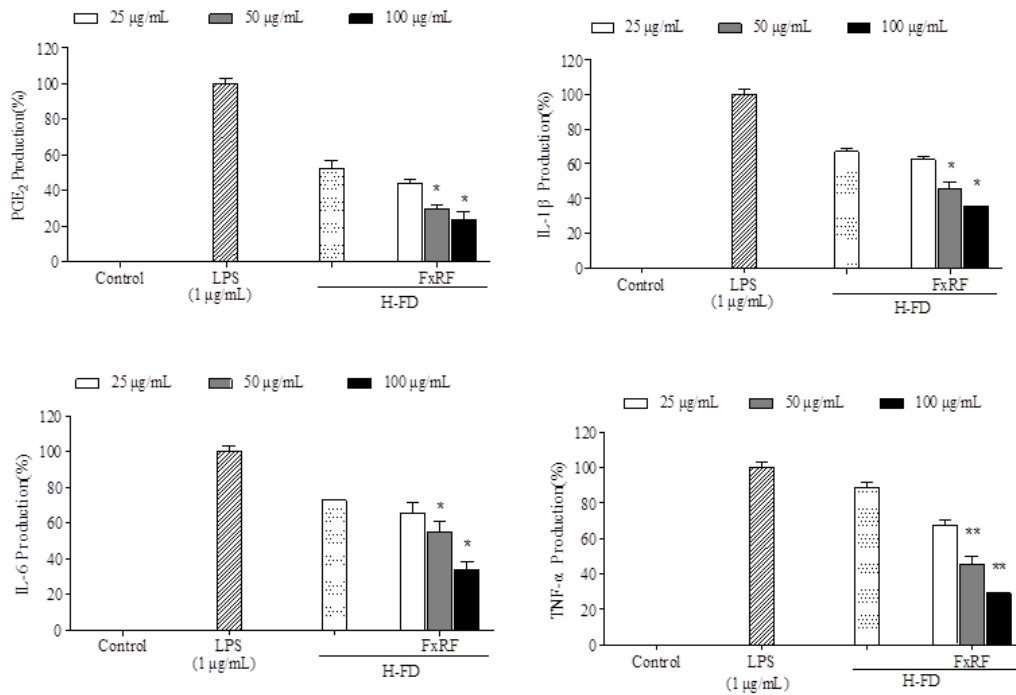 25 µg/mL 50 µg/mL 100 µg/mL
PGE2 Production(%)
120
100
80
60
40
20
0
* *
Control LPS FxRF
(1 µg/mL)
H-FD
25 µg/mL 50 µg/mL 100 µg/mL
IL-1β Production(%)
120
100
80
60
40
20
0
* *
Control LPS FxRF
(1 µg/mL)
H-FD
25 µg/mL 50 µg/mL 100 µg/mL
IL-6 Production(%)
120
100
80
60
40
20
0
* *
Control LPS FxRF
(1 µg/mL)
H-FD
25 µg/mL 50 µg/mL 100 µg/mL
TNF-α Production(%)
120
100
80
60
40
20
0
** **
Control LPS FxRF
(1 µg/mL)
H-FD